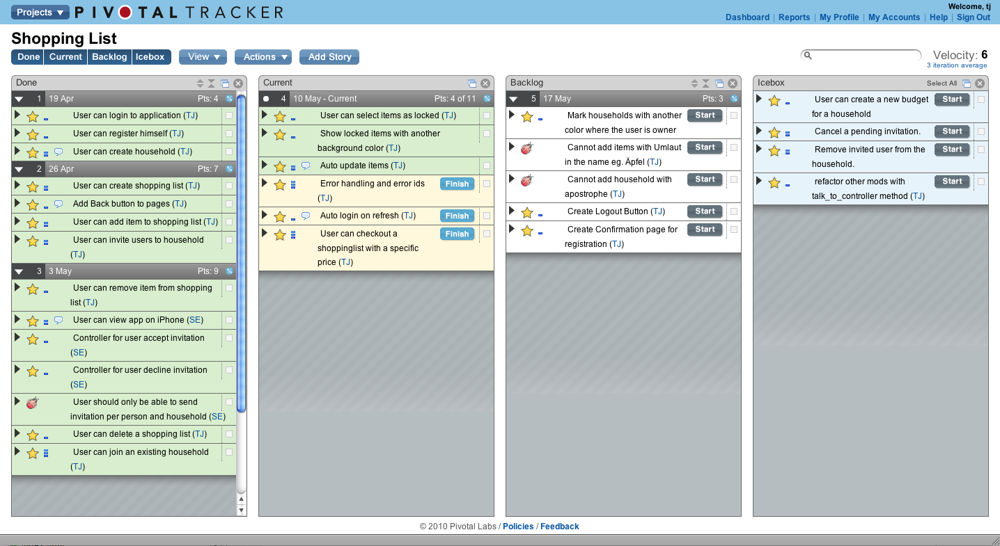 Projects
PIVOTAL TRACKER
Welcome, tj
Dashboard | Reports | My Profile | My Accounts | Help | Sign Out
Shopping List
Done Current Backlog Icebox View Actions Add Story
Velocity: 6
3 iteration average
Done
1 19 Apr Pts: 4 %
User can login to application (TJ)
User can register himself (TJ)
User can create household (TJ)
2 26 Apr Pts: 7 %
User can create shopping list (TJ)
Add Back button to pages (TJ)
User can add item to shopping list (TJ)
User can invite users to household
(TJ)
3 3 May Pts: 9 %
User can remove item from shopping
list (TJ)
User can view app on iPhone (SE)
Controller for user accept invitation
(SE)
Controller for user decline invitation
(SE)
User should only be able to send
invitation per person and household (SE)
User can delete a shopping list (TJ)
User can join an existing household
(TJ)
Current
4 10 May - Current Pts: 4 of 11 %
User can select items as locked (TJ)
Show locked items with another
background color (TJ)
Auto update items (TJ)
Error handling and error ids Finish
(TJ)
Auto login on refresh (TJ) Finish
User can checkout a Finish
shoppinglist with a specific
price (TJ)
Backlog
5 17 May Pts: 3 %
Mark households with another Start
color where the user is owner
Cannot add items with Umlaut Start
in the name eg. Äpfel (TJ)
Cannot add household with Start
apostrophe (TJ)
Create Logout Button (TJ) Start
Create Confirmation page for Start
registration (TJ)
Icebox Select All
User can create a new budget Start
for a household
Cancel a pending invitation. Start
Remove invited user from the Start
household.
refactor other mods with Start
talk_to_controller method (TJ)
© 2010 Pivotal Labs / Policies / Feedback